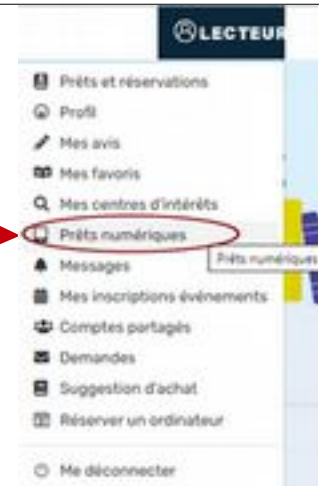 LECTEUR
Prêts et réservations
Profil
Mes avis
Mes favoris
Mes centres d'intérêts
Prêts numériques
Prêts numériques
Messages
Mes inscriptions événements
Comptes partagés
Demandes
Suggestion d'achat
Réserver un ordinateur
Me déconnecter